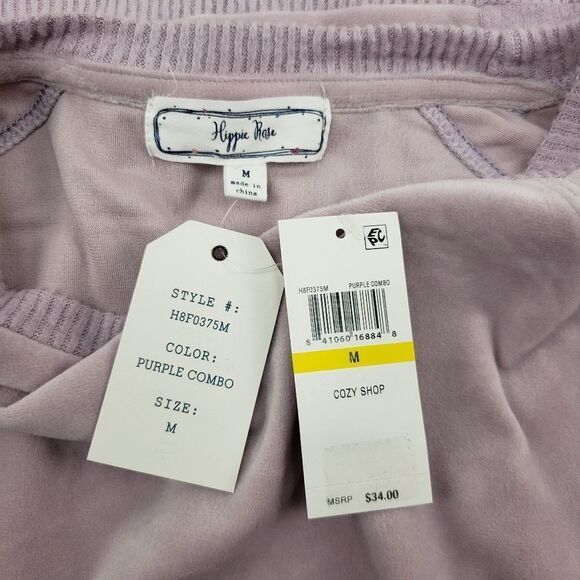 Hippie Rose
M
made in
china
STYLE #:
H8F0375M
COLOR:
PURPLE COMBO
SIZE:
M
EPC
H8F0375M PURPLE COMBO
8 41060 16884 8
M
COZY SHOP
MSRP $34.00